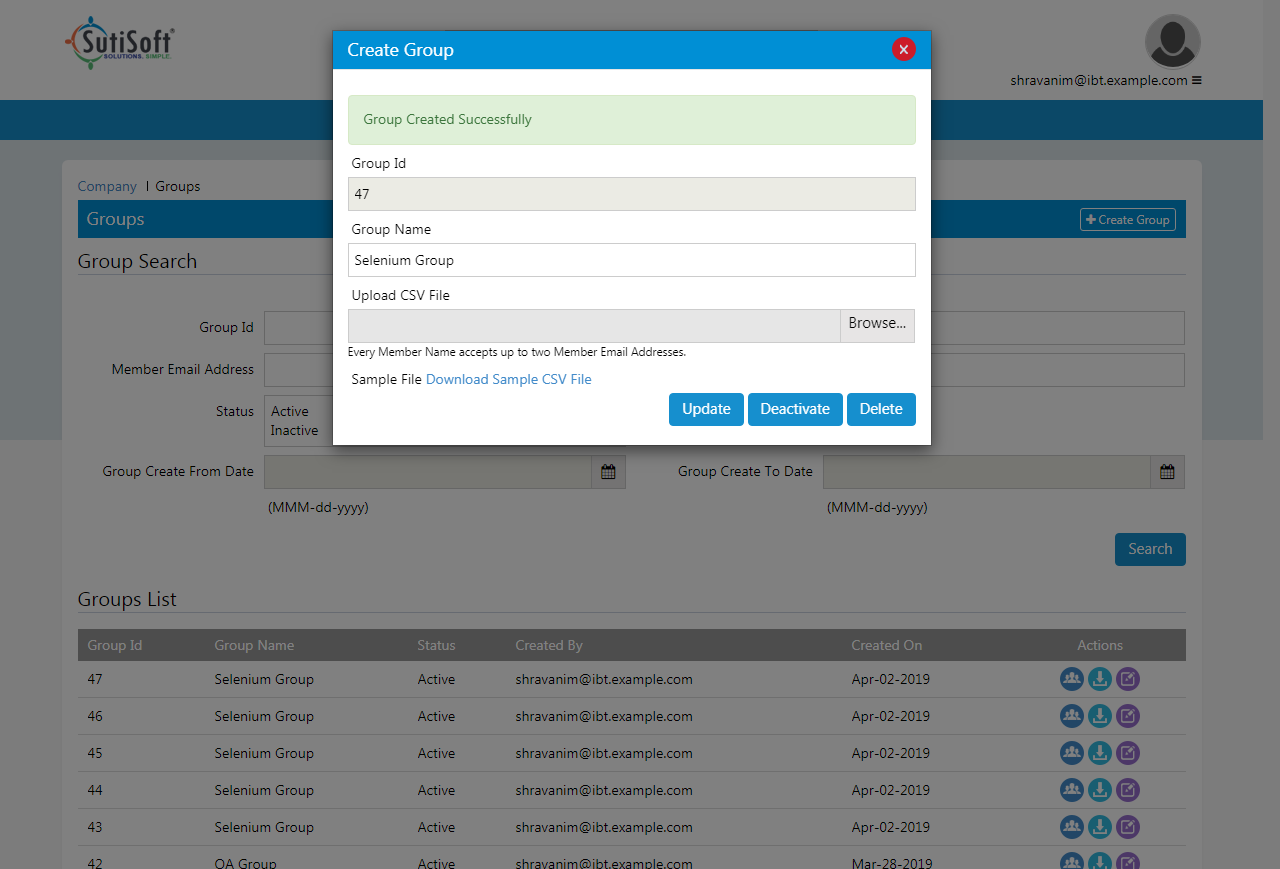 SutiSoft
SOLUTIONS. SIMPLE.
shravanim@ibt.example.com
Create Group
Group Created Successfully
Group Id
47
Group Name
Selenium Group
Upload CSV File
Browse...
Every Member Name accepts up to two Member Email Addresses.
Sample File Download Sample CSV File
Update Deactivate Delete
Company | Groups
Groups
Create Group
Group Search
Group Id
Member Email Address
Status
Active
Inactive
Group Create From Date
(MMM-dd-yyyy)
Group Create To Date
(MMM-dd-yyyy)
Search
Groups List
Group Id Group Name Status Created By Created On Actions
47 Selenium Group Active shravanim@ibt.example.com Apr-02-2019
46 Selenium Group Active shravanim@ibt.example.com Apr-02-2019
45 Selenium Group Active shravanim@ibt.example.com Apr-02-2019
44 Selenium Group Active shravanim@ibt.example.com Apr-02-2019
43 Selenium Group Active shravanim@ibt.example.com Apr-02-2019
42 QA Group Active shravanim@ibt.example.com Mar-28-2019